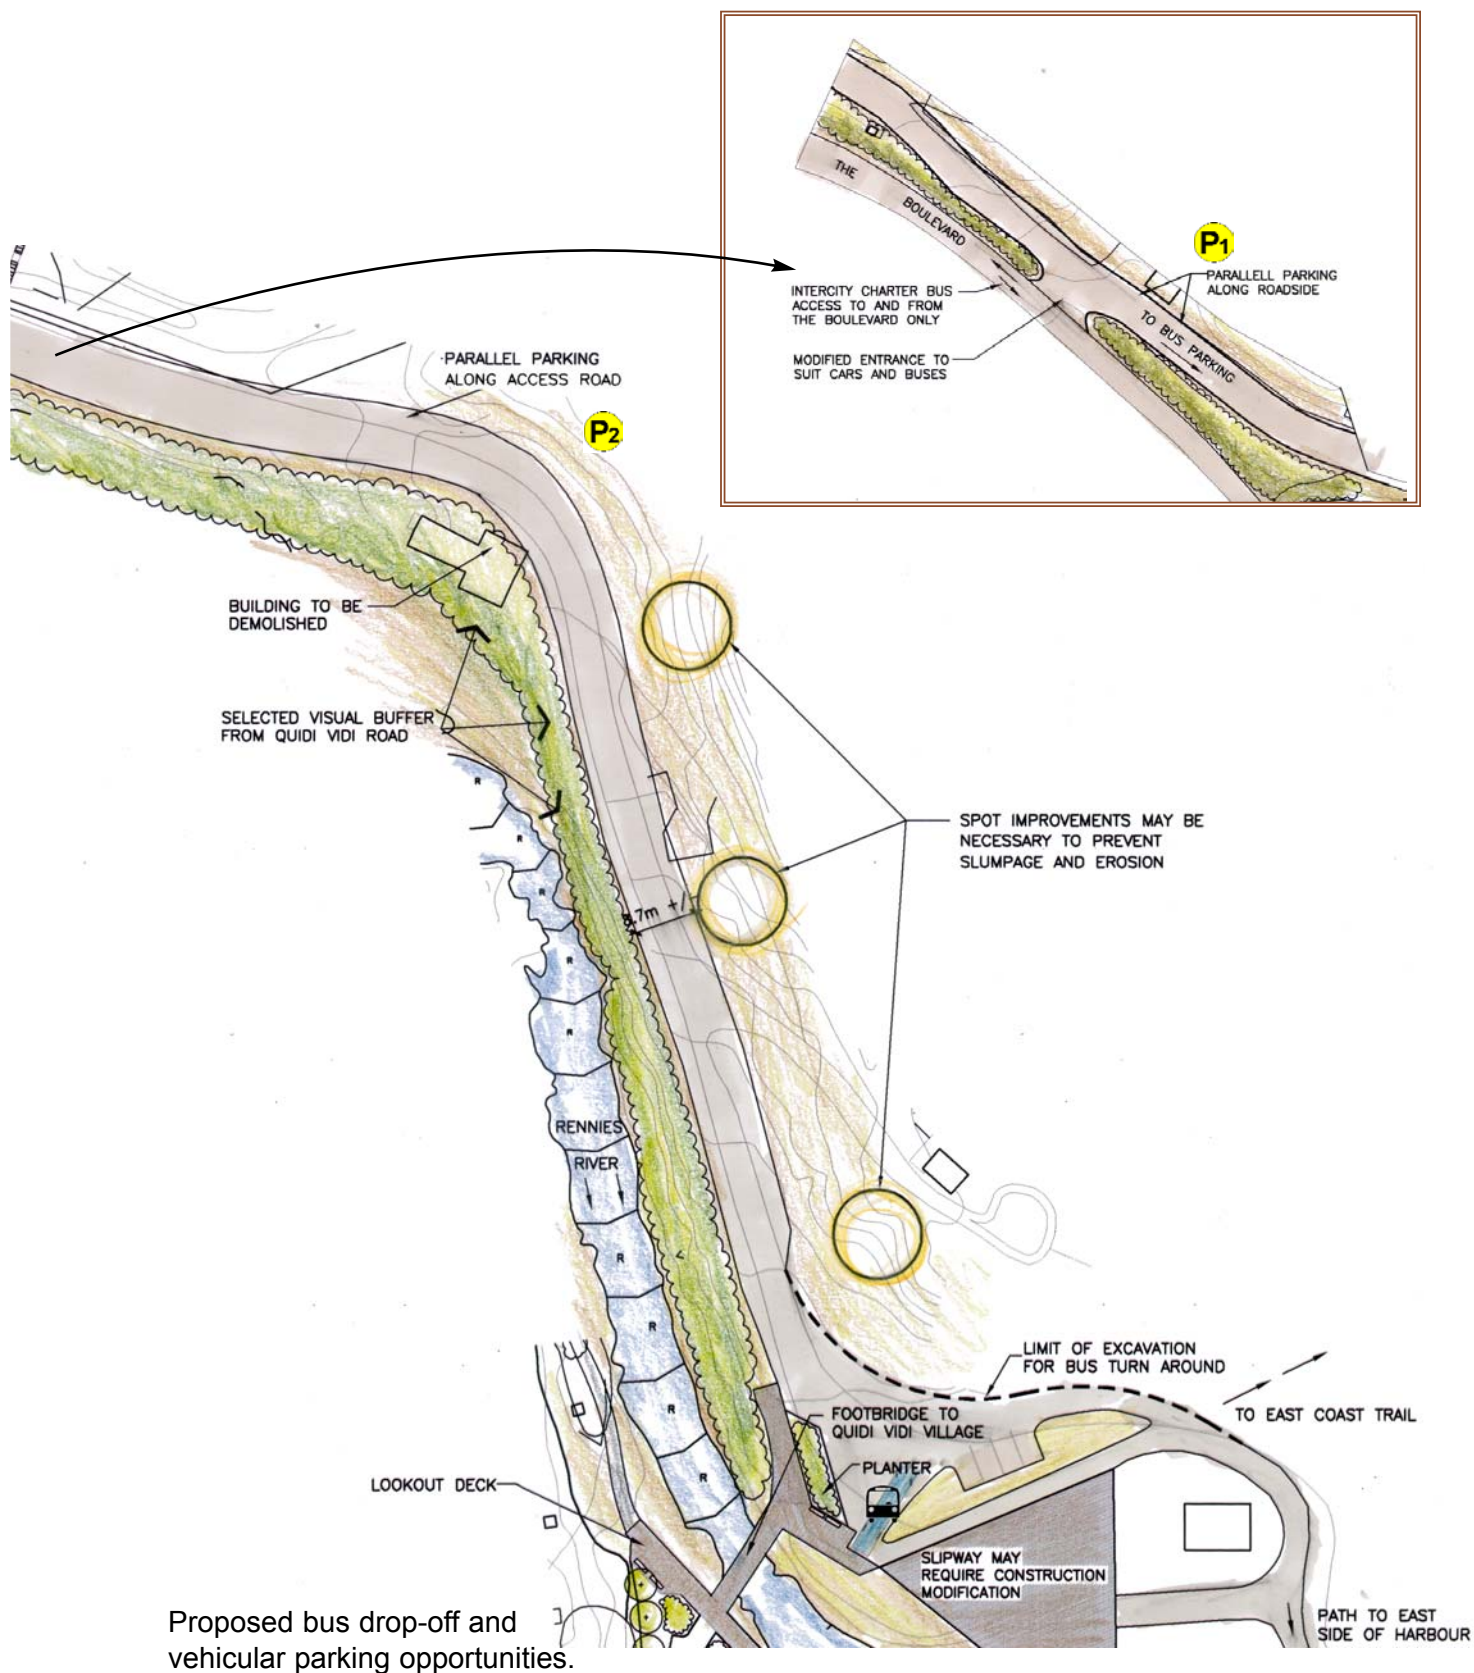 THE
BOULEVARD
P1
PARALLELL PARKING
ALONG ROADSIDE
INTERCITY CHARTER BUS
ACCESS TO AND FROM
THE BOULEVARD ONLY
TO BUS PARKING
MODIFIED ENTRANCE TO
SUIT CARS AND BUSES
PARALLEL PARKING
ALONG ACCESS ROAD
P2
BUILDING TO BE
DEMOLISHED
SELECTED VISUAL BUFFER
FROM QUIDI VIDI ROAD
R
R
R
SPOT IMPROVEMENTS MAY BE
NECESSARY TO PREVENT
SLUMPAGE AND EROSION
8.7m +/-
R
R
RENNIES
RIVER
R
R
LIMIT OF EXCAVATION
FOR BUS TURN AROUND
TO EAST COAST TRAIL
R
FOOTBRIDGE TO
QUIDI VIDI VILLAGE
PLANTER
R
LOOKOUT DECK
SLIPWAY MAY
REQUIRE CONSTRUCTION
MODIFICATION
PATH TO EAST
SIDE OF HARBOUR
Proposed bus drop-off and
vehicular parking opportunities.